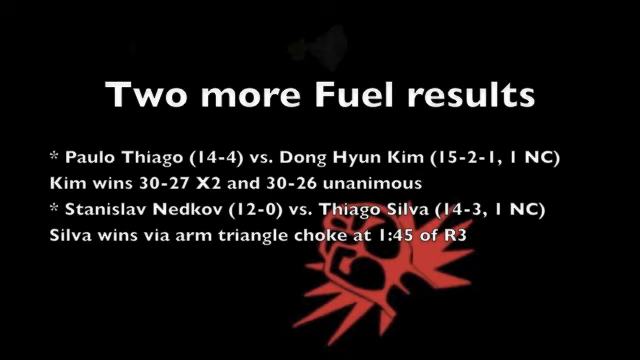 Two more Fuel results
* Paulo Thiago (14-4) vs. Dong Hyun Kim (15-2-1, 1 NC)
Kim wins 30-27 X2 and 30-26 unanimous
* Stanislav Nedkov (12-0) vs. Thiago Silva (14-3, 1 NC)
Silva wins via arm triangle choke at 1:45 of R3